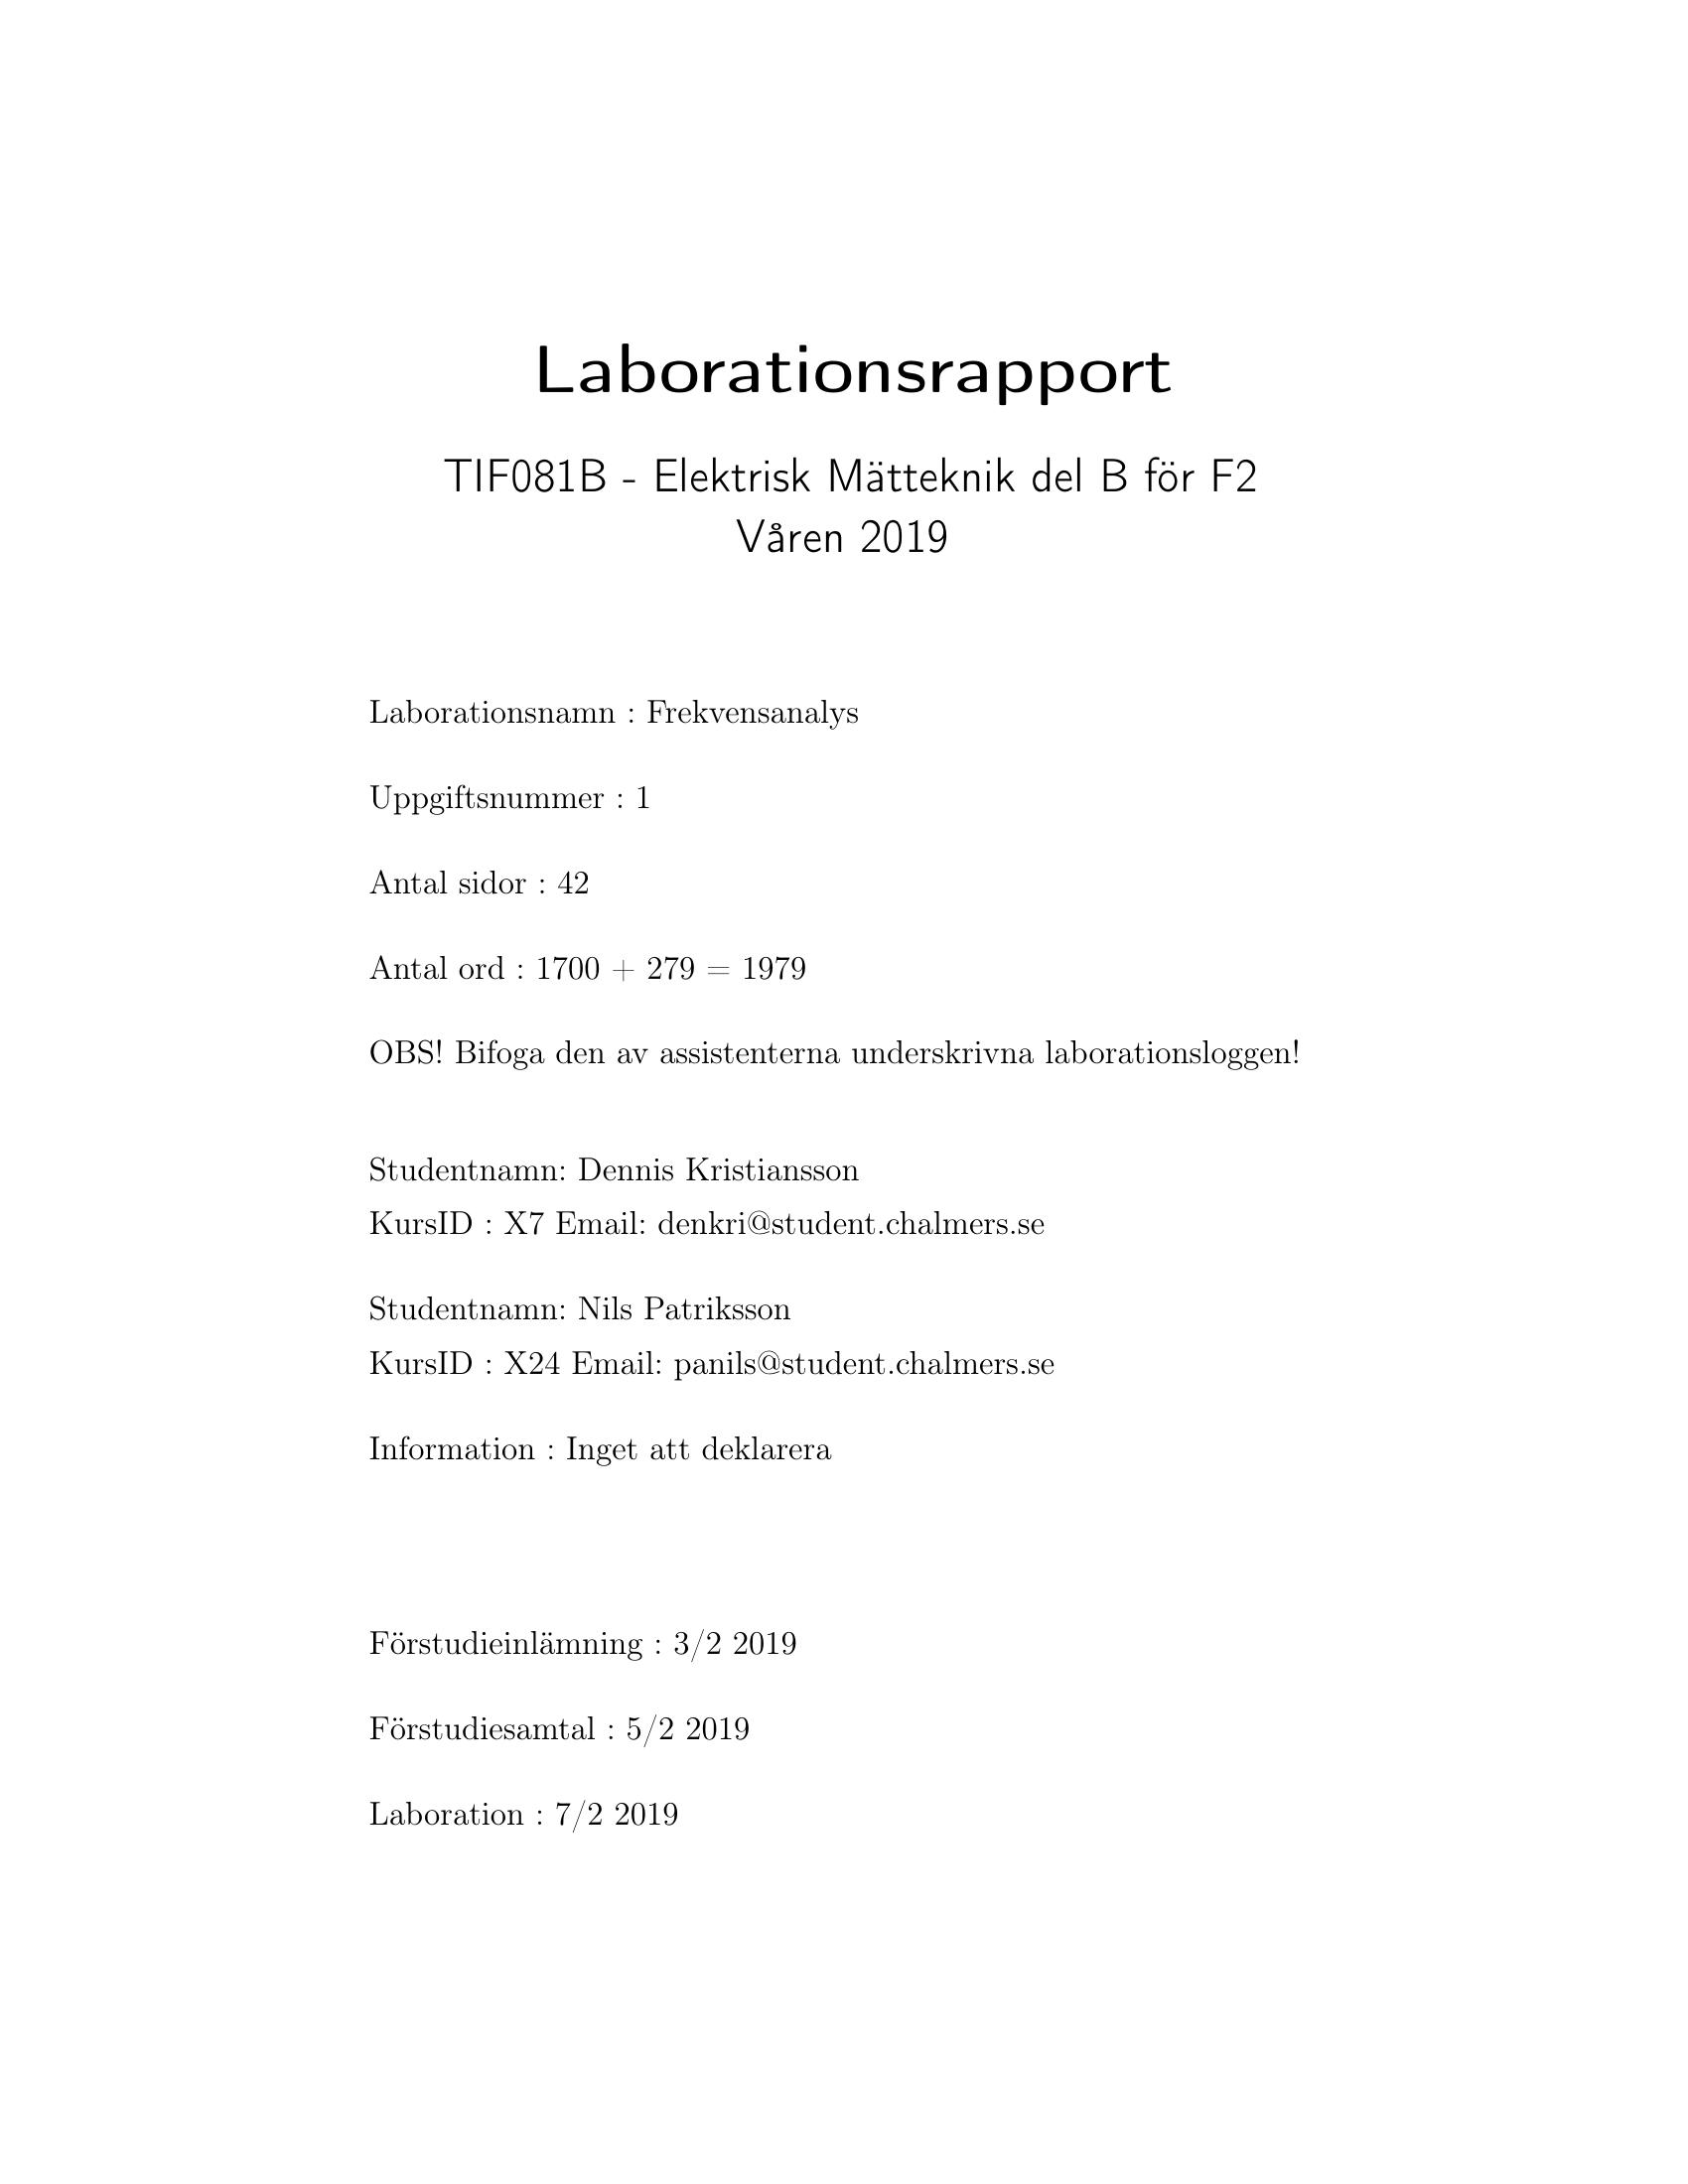 Laborationsrapport
TIF081B - Elektrisk Mätteknik del B för F2
Våren 2019
Laborationsnamn : Frekvensanalys
Uppgiftsnummer : 1
Antal sidor : 42
Antal ord : 1700 + 279 = 1979
OBS! Bifoga den av assistenterna underskrivna laborationsloggen!
Studentnamn: Dennis Kristiansson
KursID : X7 Email: denkri@student.chalmers.se
Studentnamn: Nils Patriksson
KursID : X24 Email: panils@student.chalmers.se
Information : Inget att deklarera
Förstudieinlämning : 3/2 2019
Förstudiesamtal : 5/2 2019
Laboration : 7/2 2019